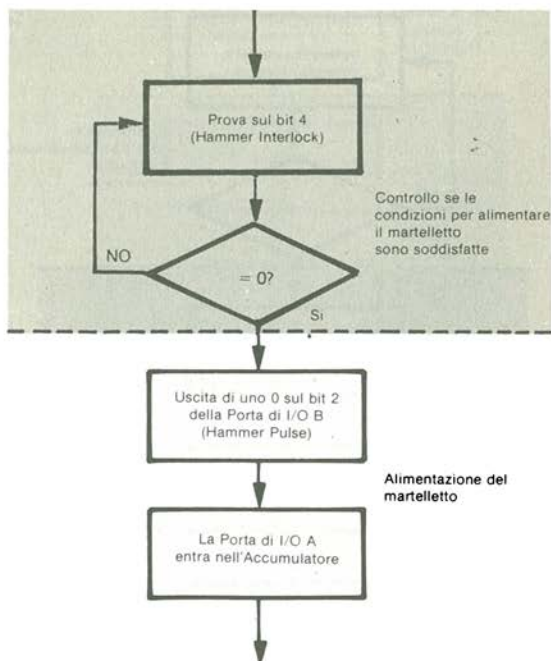 Prova sul bit 4
(Hammer Interlock)
Controllo se le
condizioni per alimentare
il martelletto
sono soddisfatte
NO
= 0?
Si
Uscita di uno 0 sul bit 2
della Porta di I/O B
(Hammer Pulse)
Alimentazione del
martelletto
La Porta di I/O A
entra nell'Accumulatore